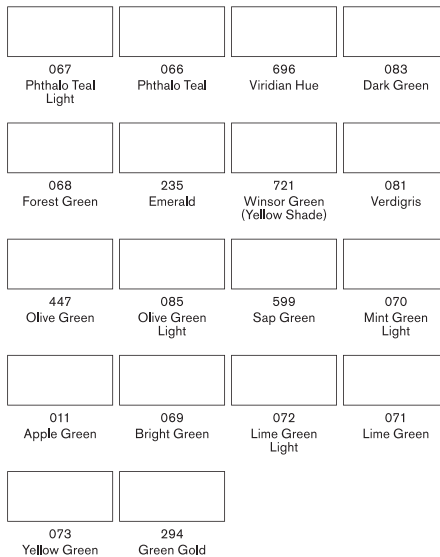 067
Phthalo Teal
Light
066
Phthalo Teal
696
Viridian Hue
083
Dark Green
068
Forest Green
235
Emerald
721
Winsor Green
(Yellow Shade)
081
Verdigris
447
Olive Green
085
Olive Green
Light
599
Sap Green
070
Mint Green
Light
011
Apple Green
069
Bright Green
072
Lime Green
Light
071
Lime Green
073
Yellow Green
294
Green Gold